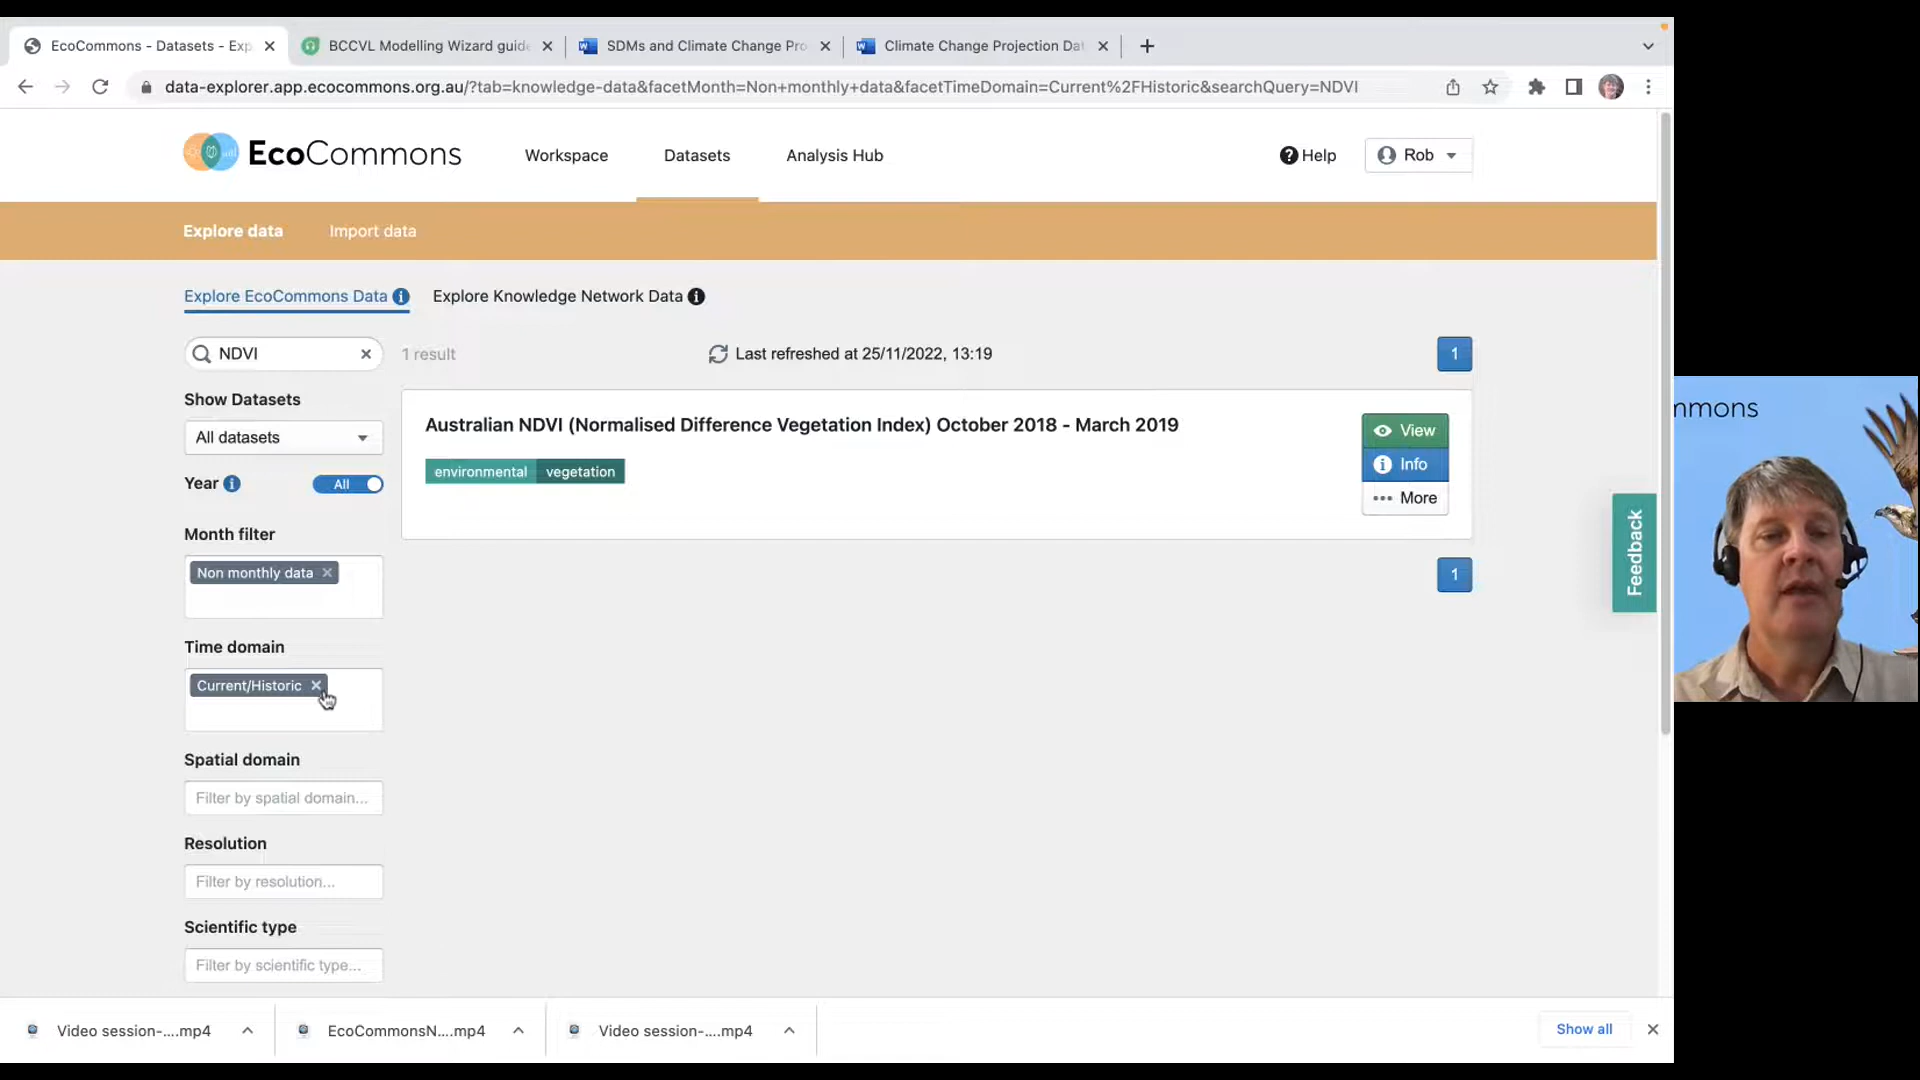 EcoCommons - Datasets - Exp
BCCVL Modelling Wizard guid
SDMs and Climate Change Pro
Climate Change Projection Da
data-explorer.app.ecocommons.org.au/?tab=knowledge-data&facetMonth=Non+monthly+data&facetTimeDomain=Current%2FHistoric&searchQuery=NDVI
EcoCommons
Workspace
Datasets
Analysis Hub
Help
Rob
Explore data
Import data
Explore EcoCommons Data
Explore Knowledge Network Data
NDVI
1 result
Last refreshed at 25/11/2022, 13:19
1
Show Datasets
All datasets
Year
All
Month filter
Non monthly data
Time domain
Current/Historic
Spatial domain
Filter by spatial domain...
Resolution
Filter by resolution...
Scientific type
Filter by scientific type...
Australian NDVI (Normalised Difference Vegetation Index) October 2018 - March 2019
environmental
vegetation
View
Info
More
1
Feedback
mmons
Video session-....mp4
EcoCommonsN....mp4
Video session-....mp4
Show all